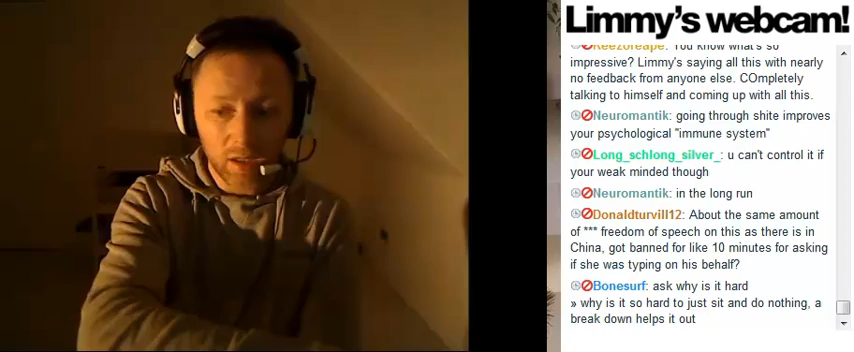 Limmy's webcam!
Keezoreape: You know what's so
impressive? Limmy's saying all this with nearly
no feedback from anyone else. COmpletely
talking to himself and coming up with all this.
Neuromantik: going through shite improves
your psychological "immune system"
Long_schlong_silver_: u can't control it if
your weak minded though
Neuromantik: in the long run
Donaldturvill12: About the same amount
of *** freedom of speech on this as there is in
China, got banned for like 10 minutes for asking
if she was typing on his behalf?
Bonesurf: ask why is it hard
» why is it so hard to just sit and do nothing, a
break down helps it out